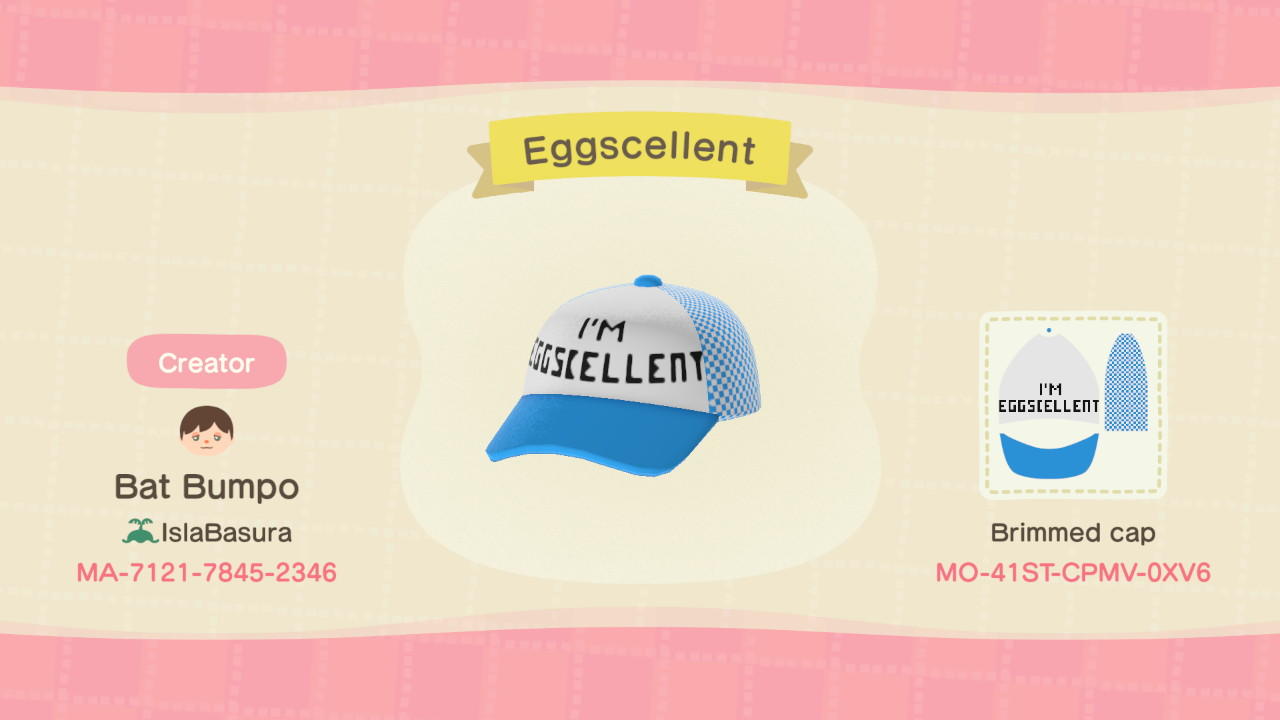 Eggscellent
I'M
EGGSCELLENT
Creator
Bat Bumpo
IslaBasura
MA-7121-7845-2346
I'M
EGGSCELLENT
Brimmed cap
MO-41ST-CPMV-0XV6